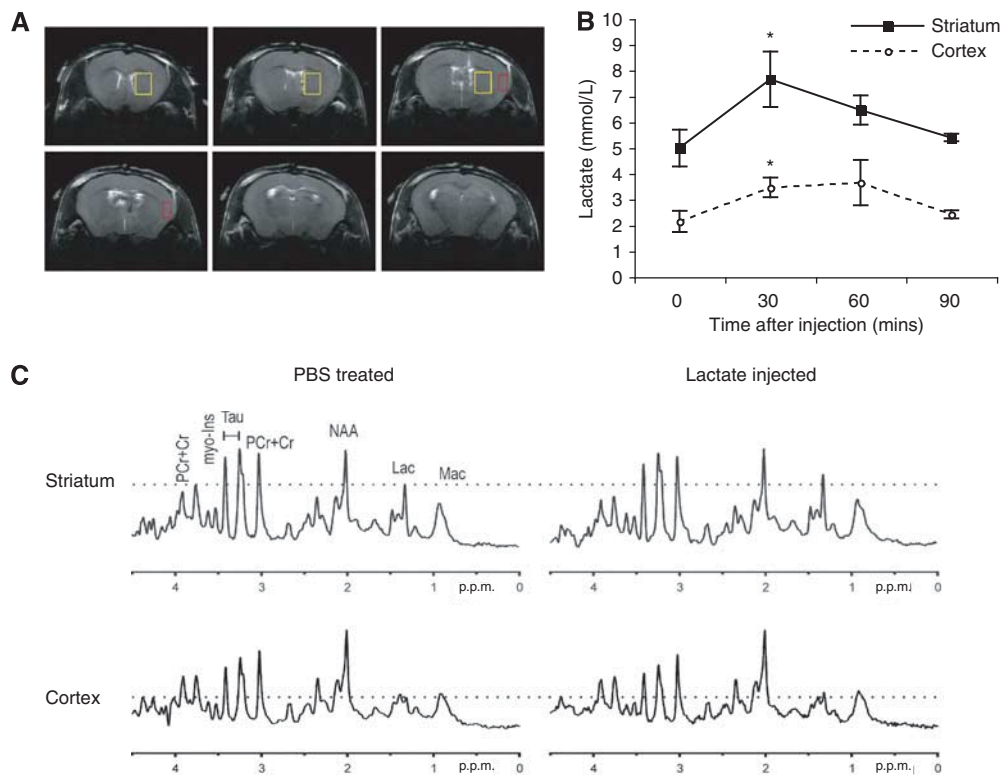 A
B
10
9
8
7
6
5
4
3
2
1
0
Lactate (mmol/L)
*
*
Striatum
Cortex
0 30 60 90
Time after injection (mins)
C
PBS treated Lactate injected
Striatum
PCr+Cr
myo-Ins
Tau
PCr+Cr
NAA
Lac
Mac
4 3 2 1 p.p.m. 0
4 3 2 1 p.p.m. 0
Cortex
4 3 2 1 p.p.m. 0
4 3 2 1 p.p.m. 0